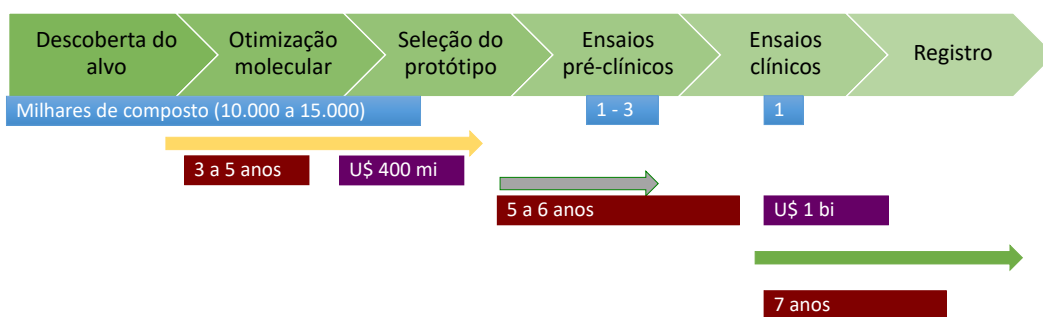 Descoberta do
alvo
Otimização
molecular
Seleção do
protótipo
Ensaios
pré-clínicos
Ensaios
clínicos
Registro
Milhares de composto (10.000 a 15.000)
1 - 3
1
3 a 5 anos
U$ 400 mi
5 a 6 anos
U$ 1 bi
7 anos